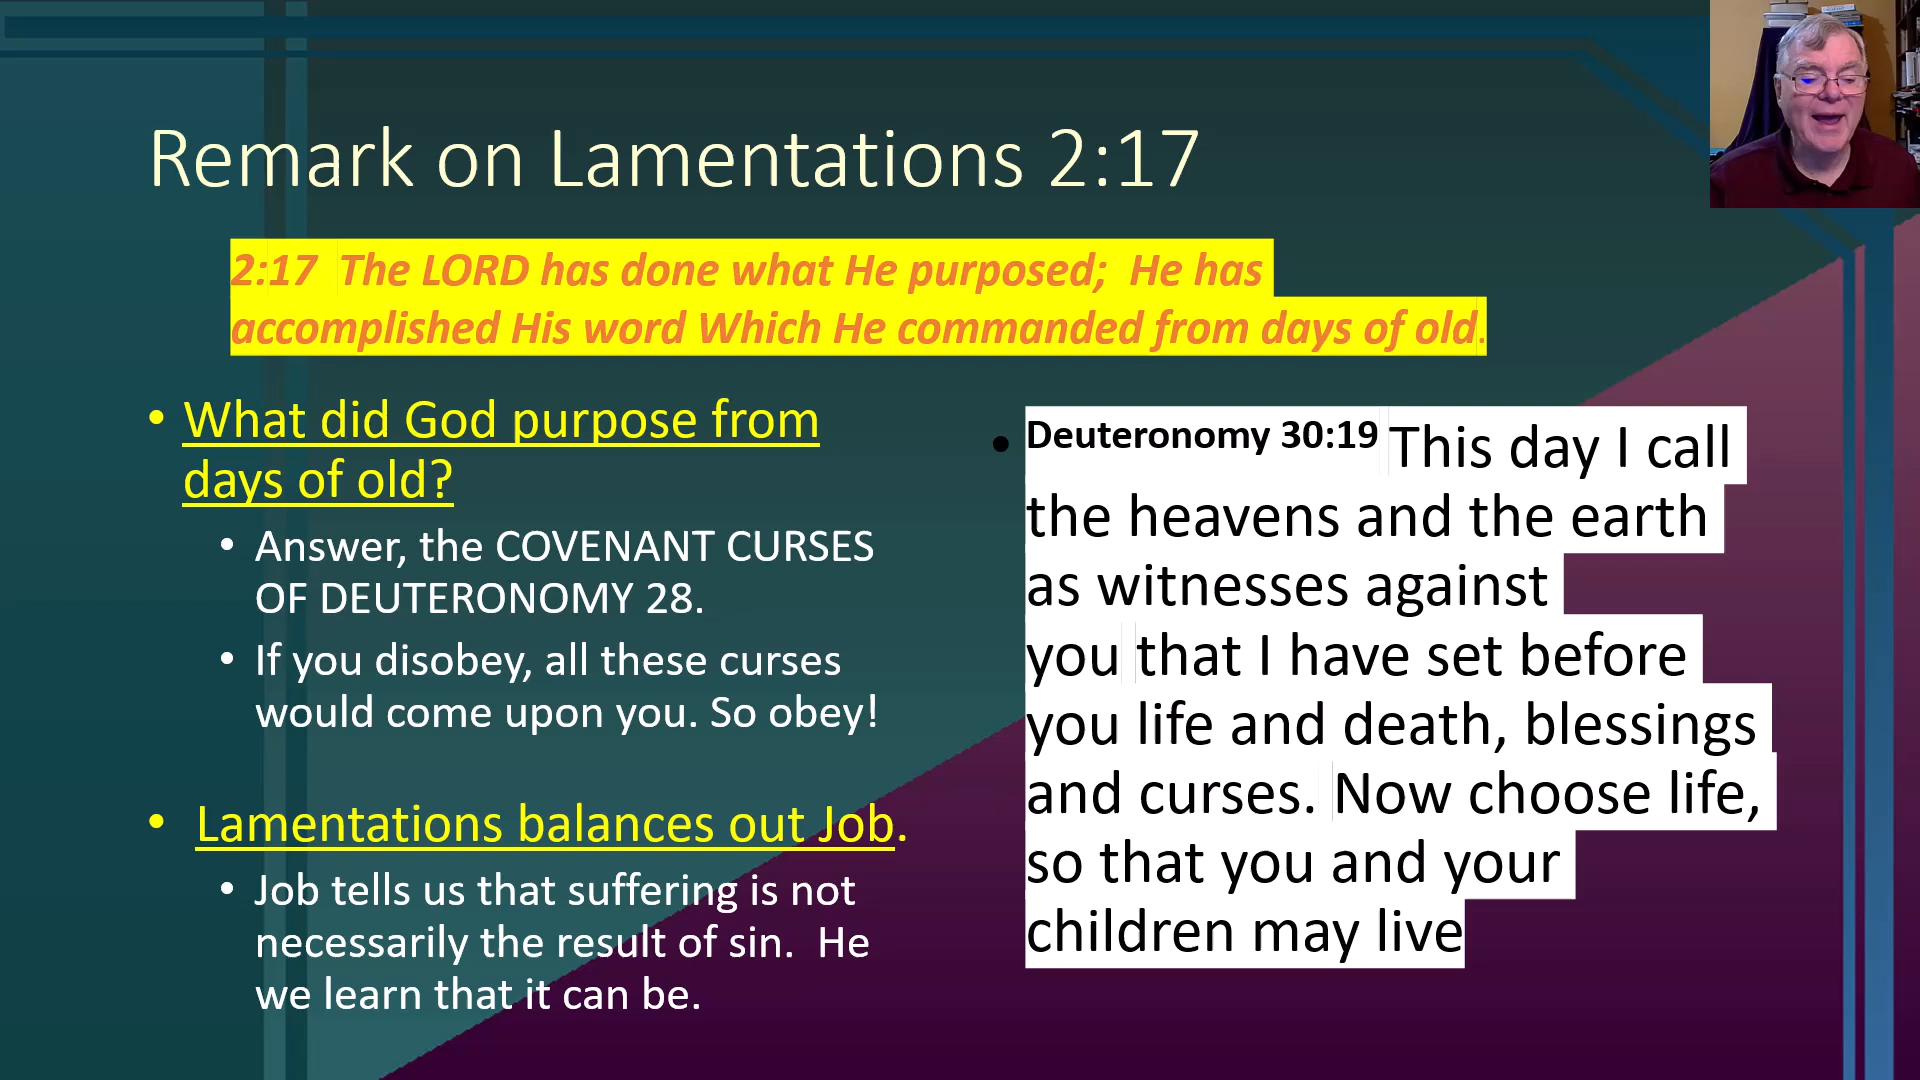 Remark on Lamentations 2:17
2:17  The LORD has done what He purposed;  He has
accomplished His word Which He commanded from days of old.
• What did God purpose from
days of old?
• Answer, the COVENANT CURSES
OF DEUTERONOMY 28.
• If you disobey, all these curses
would come upon you. So obey!
• Lamentations balances out Job.
• Job tells us that suffering is not
necessarily the result of sin.  He
we learn that it can be.
• Deuteronomy 30:19 This day I call
the heavens and the earth
as witnesses against
you that I have set before
you life and death, blessings
and curses. Now choose life,
so that you and your
children may live